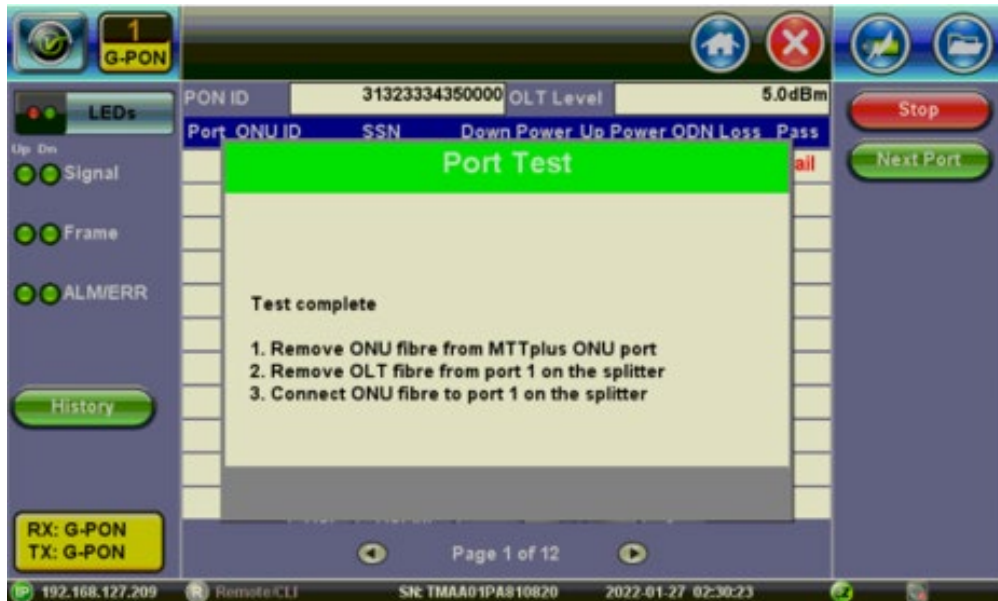 1
G-PON
LEDs
PON ID 31323334350000 OLT Level 5.0dBm
Stop
Port ONU ID SSN Down Power Up Power ODN Loss Pass
Up Dn
Port Test
ail
Next Port
Signal
Frame
ALM/ERR
Test complete
1. Remove ONU fibre from MTTplus ONU port
2. Remove OLT fibre from port 1 on the splitter
3. Connect ONU fibre to port 1 on the splitter
History
RX: G-PON
TX: G-PON
Page 1 of 12
IP 192.168.127.209 R Remote/CLI SN: TMAA01PA810820 2022-01-27 02:30:23